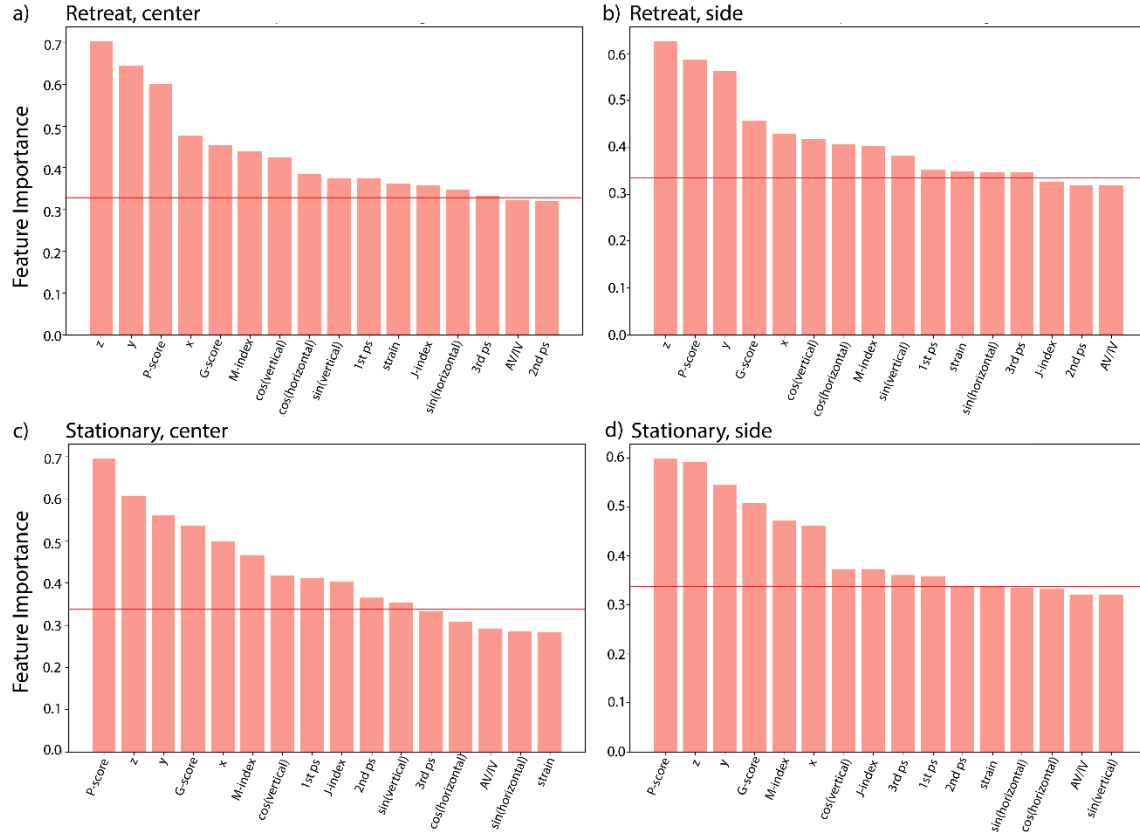 a) Retreat, center
Feature Importance
0.7
0.6
0.5
0.4
0.3
0.2
0.1
0.0
z
y
P-score
x
G-score
M-index
cos(vertical)
cos(horizontal)
sin(vertical)
1st ps
strain
J-index
sin(horizontal)
3rd ps
AV/IV
2nd ps
b) Retreat, side
0.6
0.5
0.4
0.3
0.2
0.1
0.0
z
P-score
y
G-score
x
cos(vertical)
cos(horizontal)
M-index
sin(vertical)
1st ps
strain
sin(horizontal)
3rd ps
J-index
2nd ps
AV/IV
c) Stationary, center
Feature Importance
0.7
0.6
0.5
0.4
0.3
0.2
0.1
0.0
P-score
z
y
G-score
x
M-index
cos(vertical)
1st ps
J-index
2nd ps
sin(vertical)
3rd ps
cos(horizontal)
AV/IV
sin(horizontal)
strain
d) Stationary, side
0.6
0.5
0.4
0.3
0.2
0.1
0.0
P-score
z
y
G-score
M-index
x
cos(vertical)
J-index
3rd ps
1st ps
2nd ps
strain
sin(horizontal)
cos(horizontal)
AV/IV
sin(vertical)